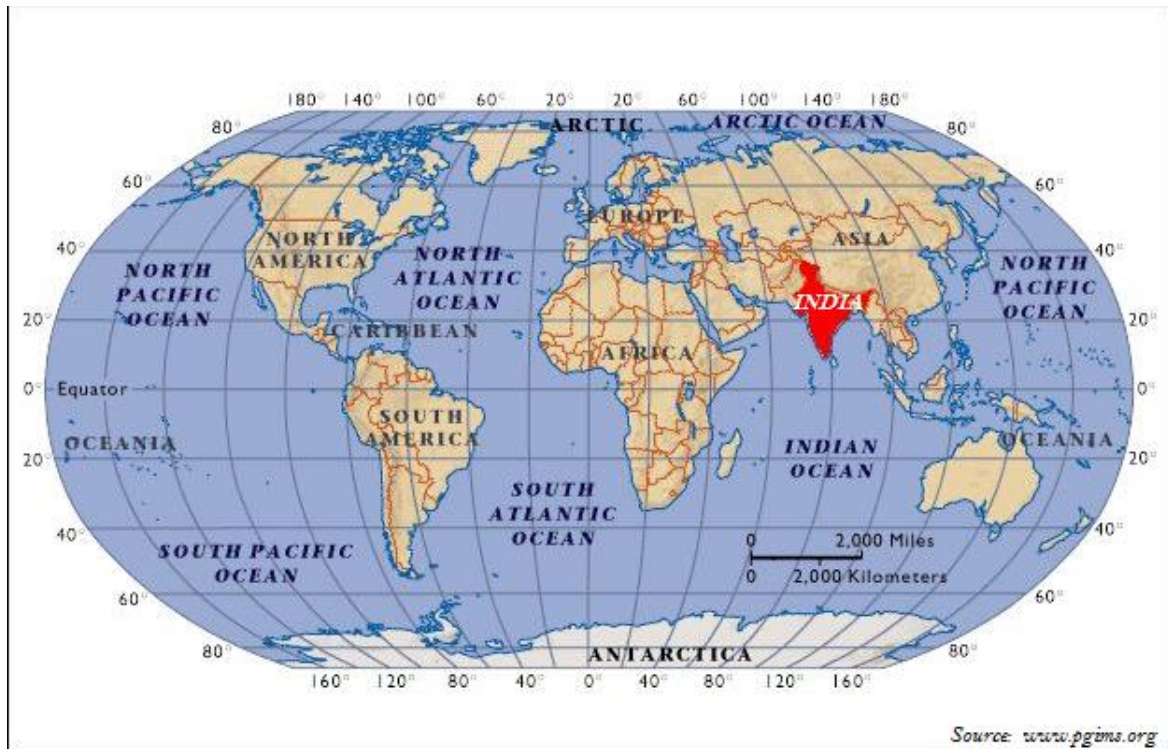 180° 140° 100° 60° 20° 20° 60° 100° 140° 180°
ARCTIC
ARCTIC OCEAN
80°
80°
60°
60°
EUROPE
ASIA
NORTH
AMERICA
40°
40°
NORTH
PACIFIC
OCEAN
NORTH
ATLANTIC
OCEAN
NORTH
PACIFIC
OCEAN
INDIA
20°
20°
CARIBBEAN
AFRICA
0°
Equator
0°
SOUTH
AMERICA
OCEANIA
OCEANIA
INDIAN
OCEAN
20°
20°
SOUTH
ATLANTIC
OCEAN
40°
40°
SOUTH PACIFIC
OCEAN
0 2,000 Miles
0 2,000 Kilometers
60°
60°
80°
80°
ANTARCTICA
160° 120° 80° 40° 0° 40° 80° 120° 160°
Source: www.pgims.org